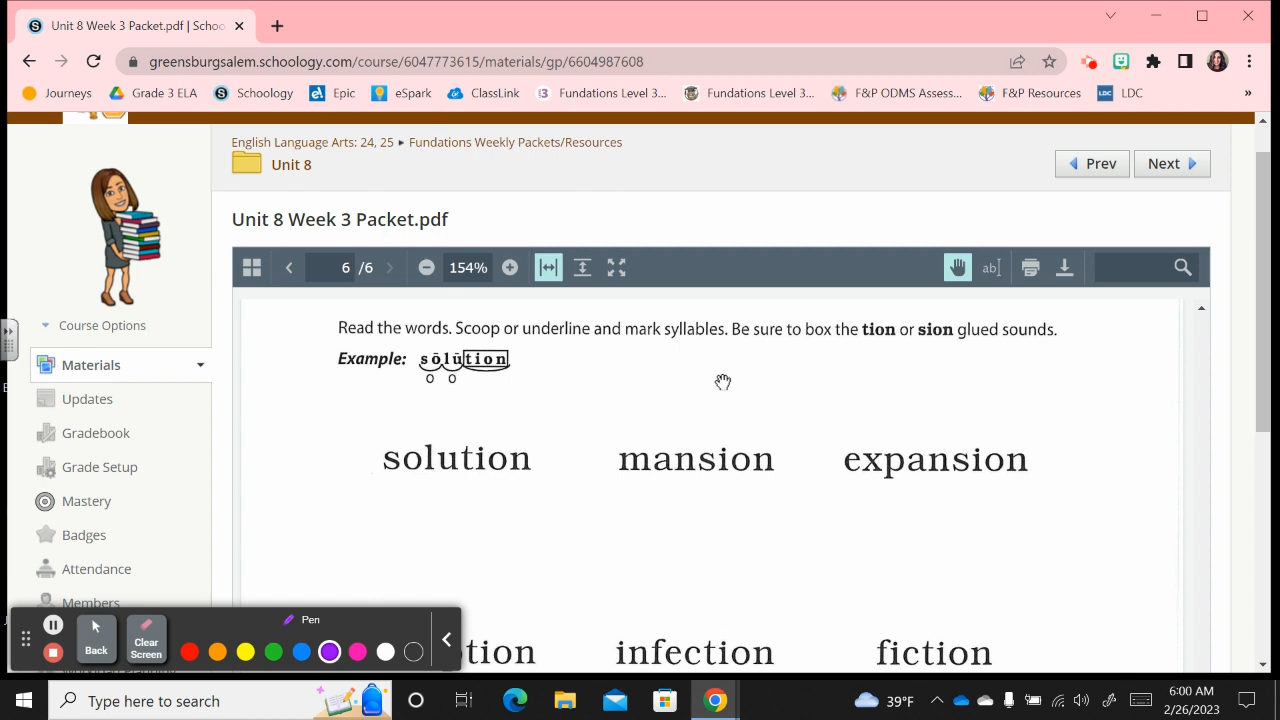 Unit 8 Week 3 Packet.pdf | Schoo
greensburgsalem.schoology.com/course/6047773615/materials/gp/6604987608
Journeys Grade 3 ELA Schoology Epic eSpark ClassLink Fundations Level 3... Fundations Level 3... F&P ODMS Assess... F&P Resources LDC LDC »
English Language Arts: 24, 25 ▸ Fundations Weekly Packets/Resources
Unit 8
Prev Next
Unit 8 Week 3 Packet.pdf
6 /6 154%
Course Options
Materials
Updates
Gradebook
Grade Setup
Mastery
Badges
Attendance
Members
Read the words. Scoop or underline and mark syllables. Be sure to box the tion or sion glued sounds.
Example: sōlūtion
o o
solution mansion expansion
tion infection fiction
Pen
Back Clear Screen
Type here to search
39°F
6:00 AM
2/26/2023